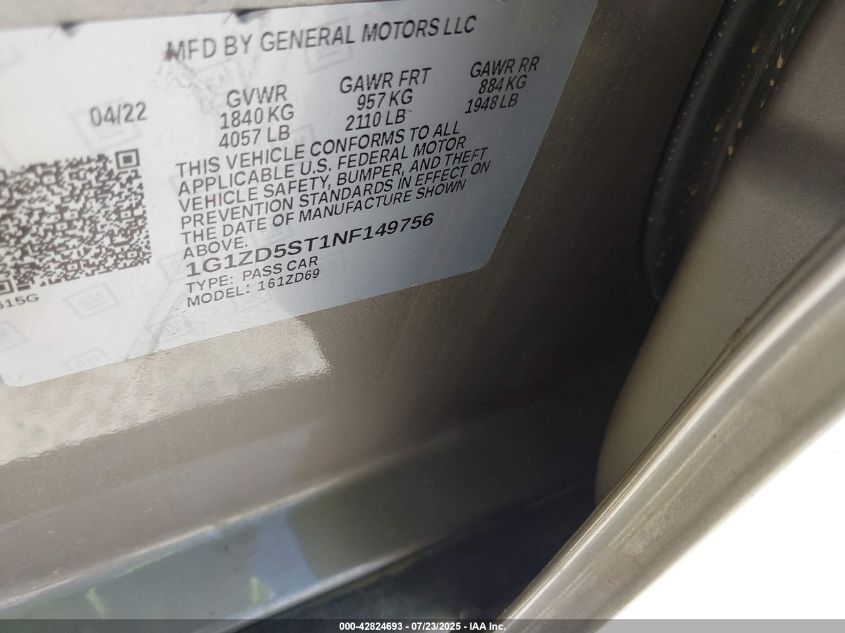 MFD BY GENERAL MOTORS LLC
04/22
GVWR
1840 KG
4057 LB
GAWR FRT
957 KG
2110 LB
GAWR RR
884 KG
1948 LB
THIS VEHICLE CONFORMS TO ALL
APPLICABLE U.S. FEDERAL MOTOR
VEHICLE SAFETY, BUMPER, AND THEFT
PREVENTION STANDARDS IN EFFECT ON
THE DATE OF MANUFACTURE SHOWN
ABOVE.
1G1ZD5ST1NF149756
TYPE: PASS CAR
MODEL: 161ZD69
000-42824693 - 07/23/2025 - IAA Inc.